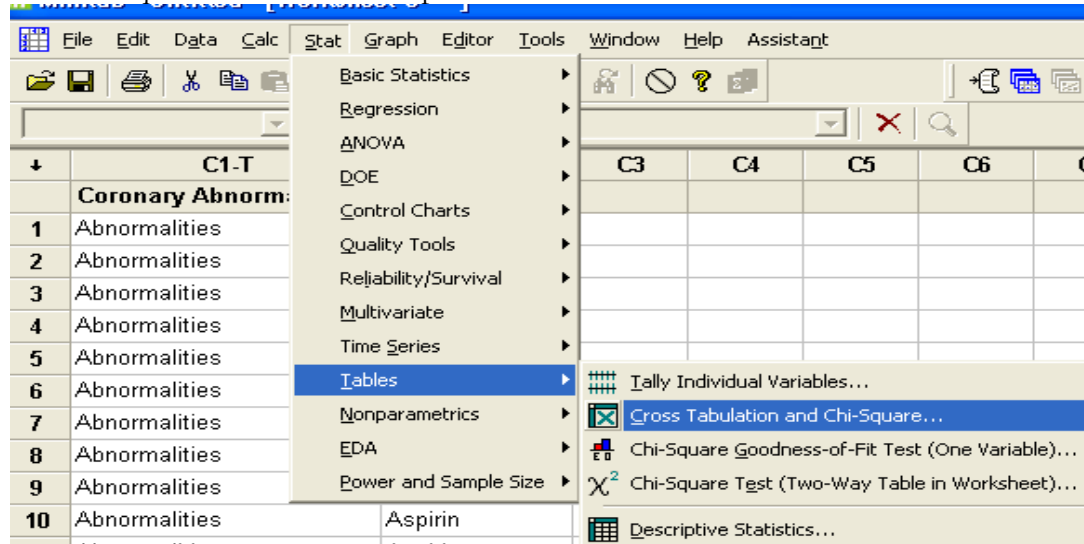 File Edit Data Calc Stat Graph Editor Tools Window Help Assistant
Basic Statistics
Regression
ANOVA
DOE
Control Charts
Quality Tools
Reliability/Survival
Multivariate
Time Series
Tables
Nonparametrics
EDA
Power and Sample Size
Tally Individual Variables...
Cross Tabulation and Chi-Square...
Chi-Square Goodness-of-Fit Test (One Variable)...
χ² Chi-Square Test (Two-Way Table in Worksheet)...
Descriptive Statistics...
C1-T C3 C4 C5 C6
Coronary
1 Abnormalities
2 Abnormalities
3 Abnormalities
4 Abnormalities
5 Abnormalities
6 Abnormalities
7 Abnormalities
8 Abnormalities
9 Abnormalities
10 Abnormalities Aspirin